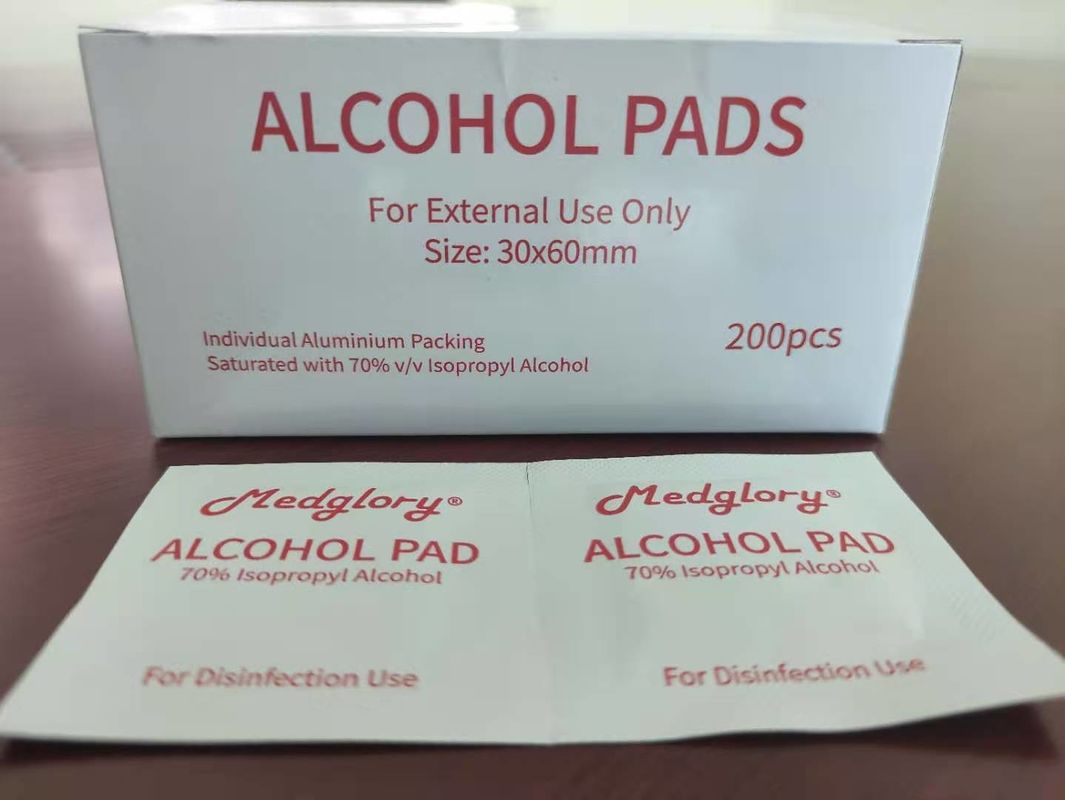 ALCOHOL PADS
For External Use Only
Size: 30x60mm
Individual Aluminium Packing
Saturated with 70% v/v Isopropyl Alcohol
200pcs
Medglory®
ALCOHOL PAD
70% Isopropyl Alcohol
For Disinfection Use
Medglory®
ALCOHOL PAD
70% Isopropyl Alcohol
For Disinfection Use